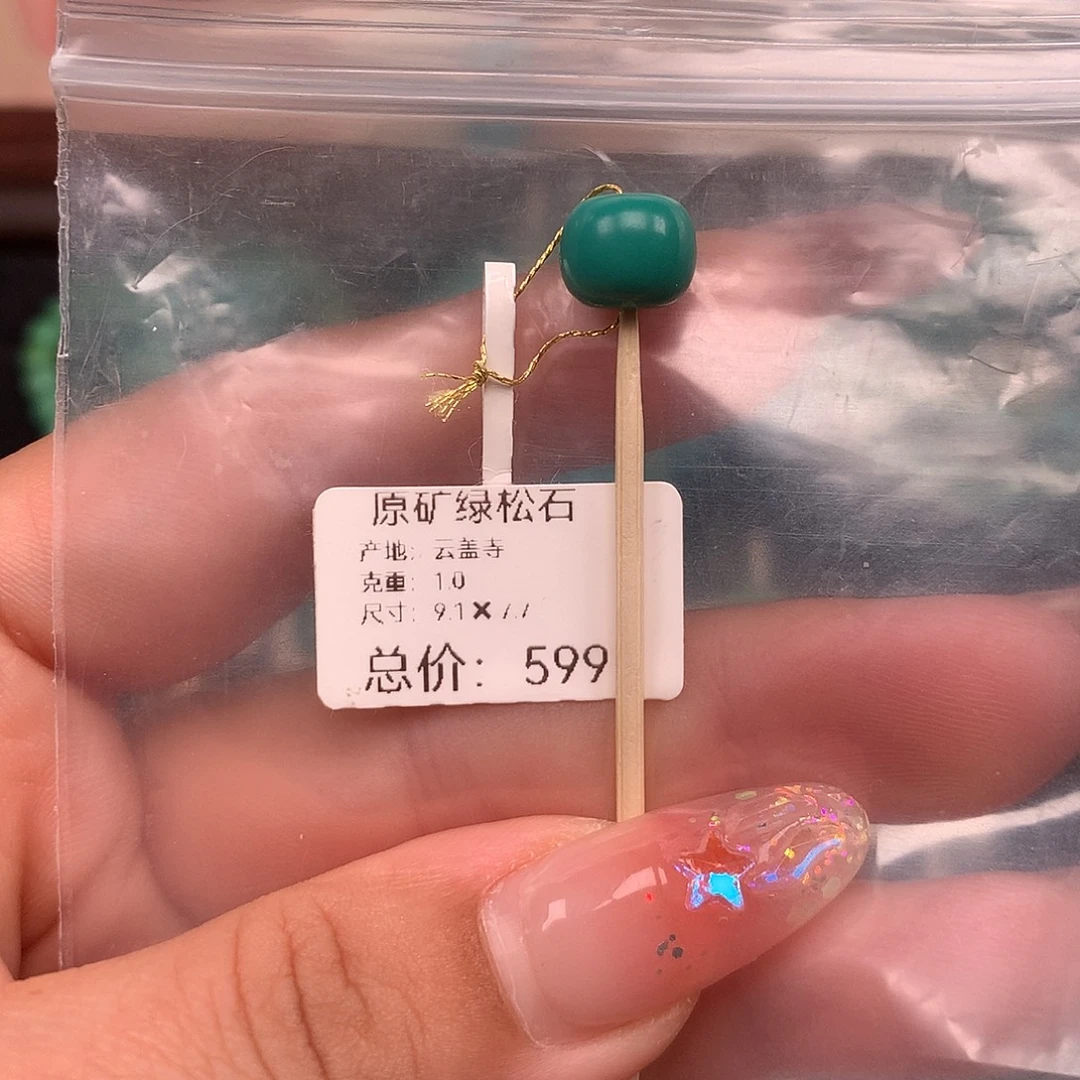 原矿绿松石
产地: 云盖寺
克重: 1.0
尺寸: 9.1×7.7
总价: 599